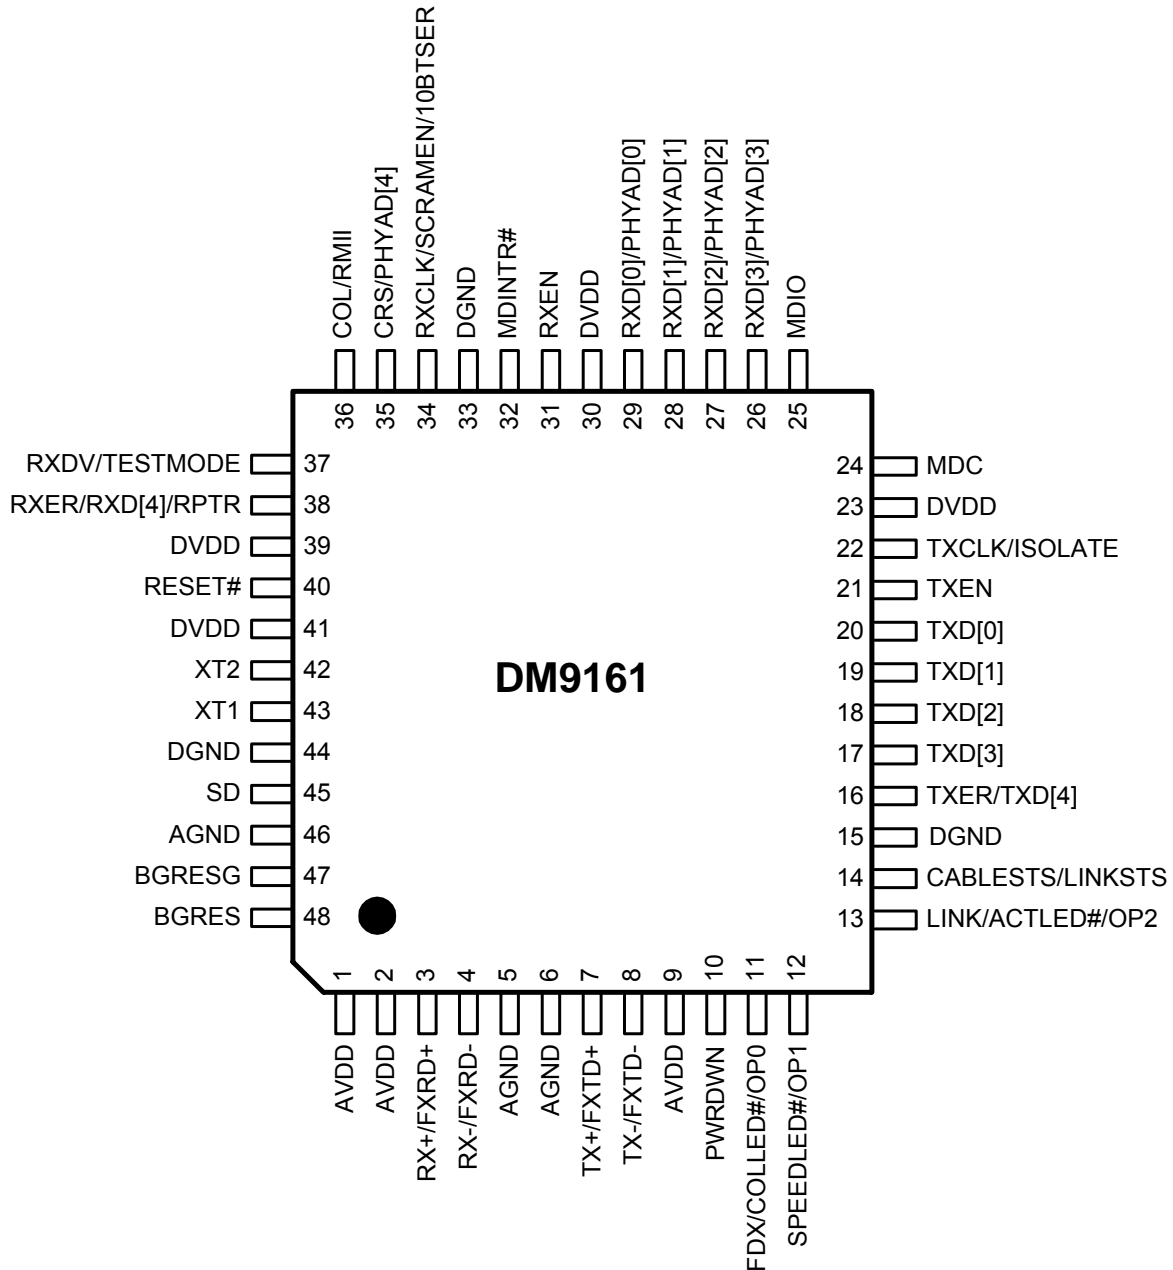 COL/RMII
CRS/PHYAD[4]
RXCLK/SCRAMEN/10BTSER
DGND
MDINTR#
RXEN
DVDD
RXD[0]/PHYAD[0]
RXD[1]/PHYAD[1]
RXD[2]/PHYAD[2]
RXD[3]/PHYAD[3]
MDIO
36
35
34
33
32
31
30
29
28
27
26
25
RXDV/TESTMODE 37
RXER/RXD[4]/RPTR 38
DVDD 39
RESET# 40
DVDD 41
XT2 42
XT1 43
DGND 44
SD 45
AGND 46
BGRESG 47
BGRES 48
DM9161
24 MDC
23 DVDD
22 TXCLK/ISOLATE
21 TXEN
20 TXD[0]
19 TXD[1]
18 TXD[2]
17 TXD[3]
16 TXER/TXD[4]
15 DGND
14 CABLESTS/LINKSTS
13 LINK/ACTLED#/OP2
1
2
3
4
5
6
7
8
9
10
11
12
AVDD
AVDD
RX+/FXRD+
RX-/FXRD-
AGND
AGND
TX+/FXTD+
TX-/FXTD-
AVDD
PWRDWN
FDX/COLLED#/OP0
SPEEDLED#/OP1